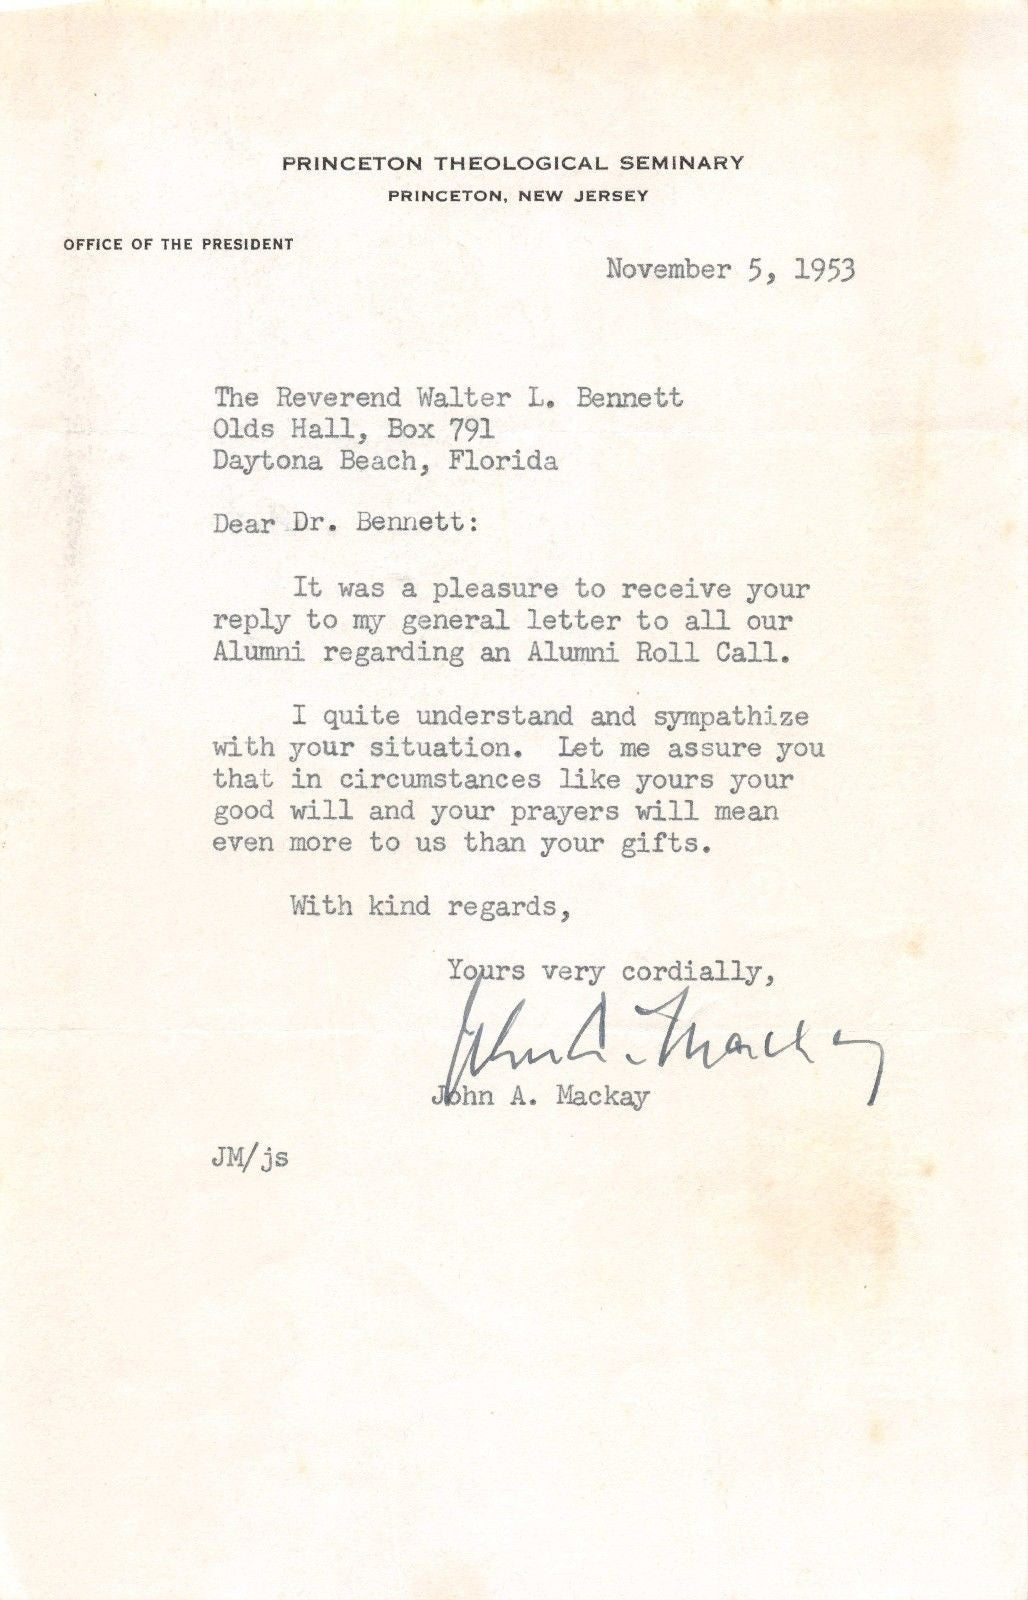 PRINCETON THEOLOGICAL SEMINARY
PRINCETON, NEW JERSEY
OFFICE OF THE PRESIDENT
November 5, 1953
The Reverend Walter L. Bennett
Olds Hall, Box 791
Daytona Beach, Florida
Dear Dr. Bennett:
It was a pleasure to receive your
reply to my general letter to all our
Alumni regarding an Alumni Roll Call.
I quite understand and sympathize
with your situation. Let me assure you
that in circumstances like yours your
good will and your prayers will mean
even more to us than your gifts.
With kind regards,
Yours very cordially,
John A. Mackay
John A. Mackay
JM/js